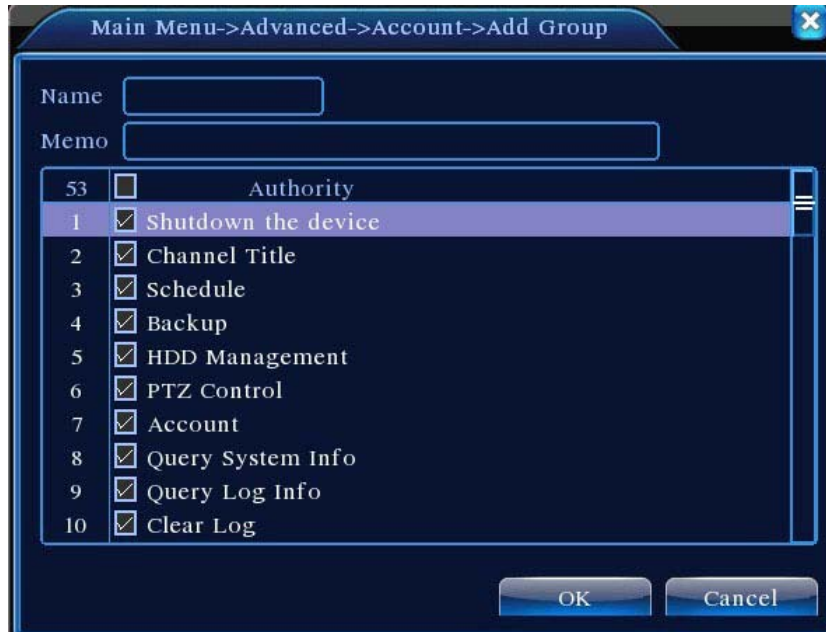 Main Menu->Advanced->Account->Add Group
Name
Memo
53 Authority
1 Shutdown the device
2 Channel Title
3 Schedule
4 Backup
5 HDD Management
6 PTZ Control
7 Account
8 Query System Info
9 Query Log Info
10 Clear Log
OK Cancel